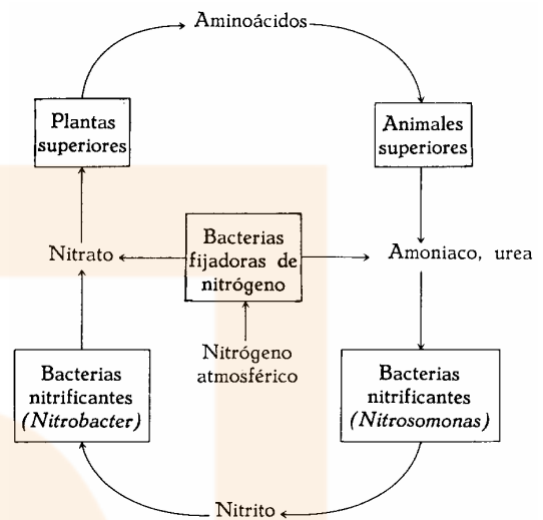 Aminoácidos
Plantas
superiores
Animales
superiores
Nitrato
Bacterias
fijadoras de
nitrógeno
Amoniaco, urea
Nitrógeno
atmosférico
Bacterias
nitrificantes
(Nitrobacter)
Bacterias
nitrificantes
(Nitrosomonas)
Nitrito